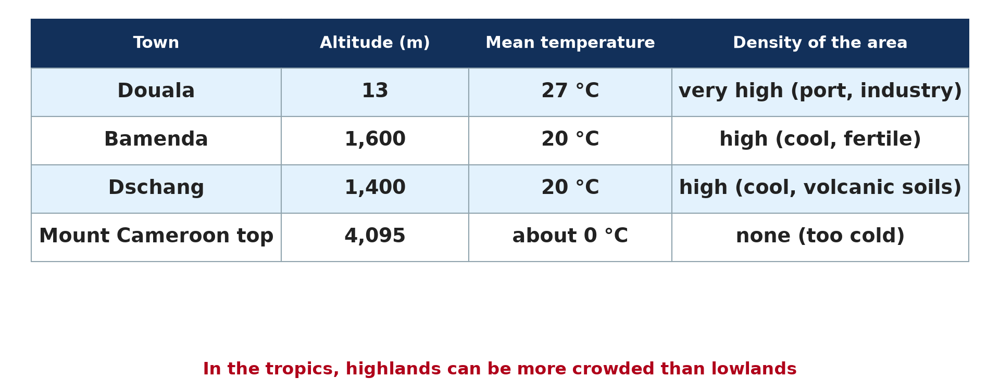 Town Altitude (m) Mean temperature Density of the area
Douala 13 27 °C very high (port, industry)
Bamenda 1,600 20 °C high (cool, fertile)
Dschang 1,400 20 °C high (cool, volcanic soils)
Mount Cameroon top 4,095 about 0 °C none (too cold)
In the tropics, highlands can be more crowded than lowlands